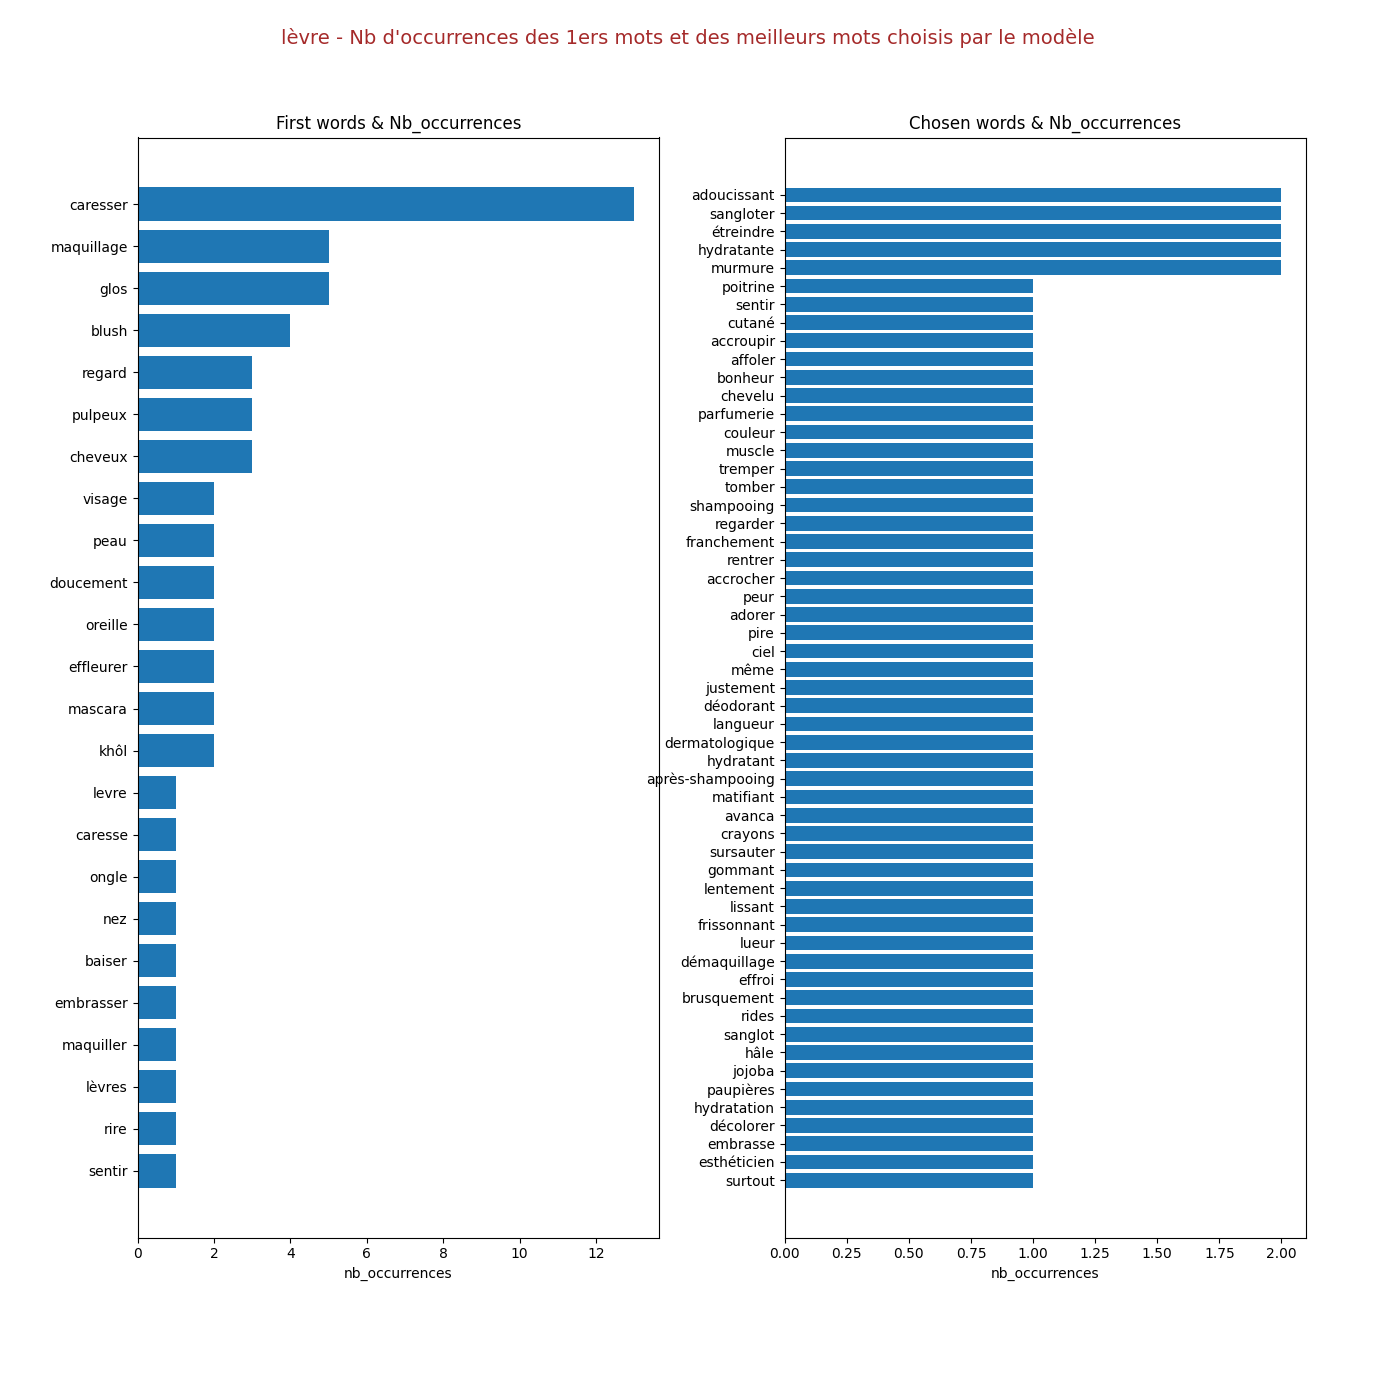 lèvre - Nb d'occurrences des 1ers mots et des meilleurs mots choisis par le modèle
First words & Nb_occurrences
caresser
maquillage
glos
blush
regard
pulpeux
cheveux
visage
peau
doucement
oreille
effleurer
mascara
khôl
levre
caresse
ongle
nez
baiser
embrasser
maquiller
lèvres
rire
sentir
0 2 4 6 8 10 12
nb_occurrences
Chosen words & Nb_occurrences
adoucissant
sangloter
étreindre
hydratante
murmure
poitrine
sentir
cutané
accroupir
affoler
bonheur
chevelu
parfumerie
couleur
muscle
tremper
tomber
shampooing
regarder
franchement
rentrer
accrocher
peur
adorer
pire
ciel
même
justement
déodorant
langueur
dermatologique
hydratant
après-shampooing
matifiant
avanca
crayons
sursauter
gommant
lentement
lissant
frissonnant
lueur
démaquillage
effroi
brusquement
rides
sanglot
hâle
jojoba
paupières
hydratation
décolorer
embrasse
esthéticien
surtout
0.00 0.25 0.50 0.75 1.00 1.25 1.50 1.75 2.00
nb_occurrences